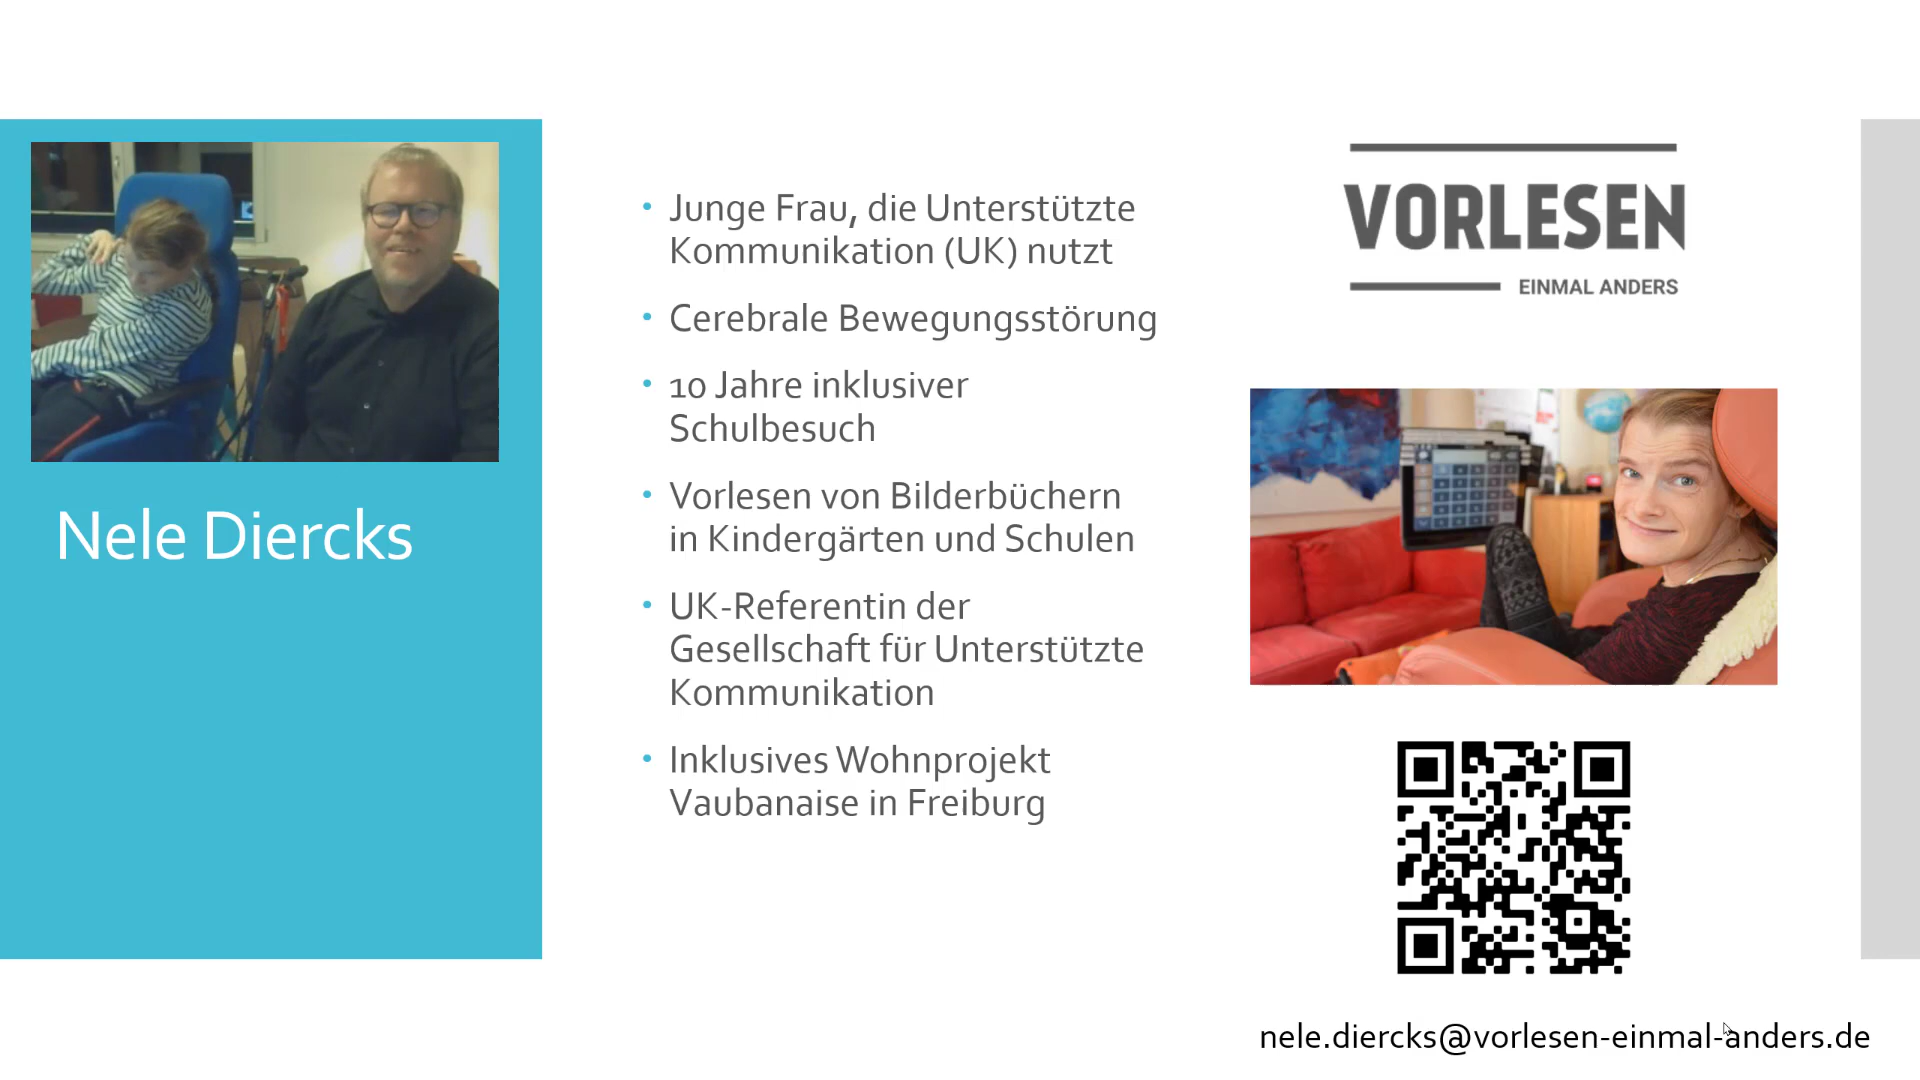 Nele Diercks
• Junge Frau, die Unterstützte
Kommunikation (UK) nutzt
• Cerebrale Bewegungsstörung
• 10 Jahre inklusiver
Schulbesuch
• Vorlesen von Bilderbüchern
in Kindergärten und Schulen
• UK-Referentin der
Gesellschaft für Unterstützte
Kommunikation
• Inklusives Wohnprojekt
Vaubanaise in Freiburg
VORLESEN
EINMAL ANDERS
nele.diercks@vorlesen-einmal-anders.de